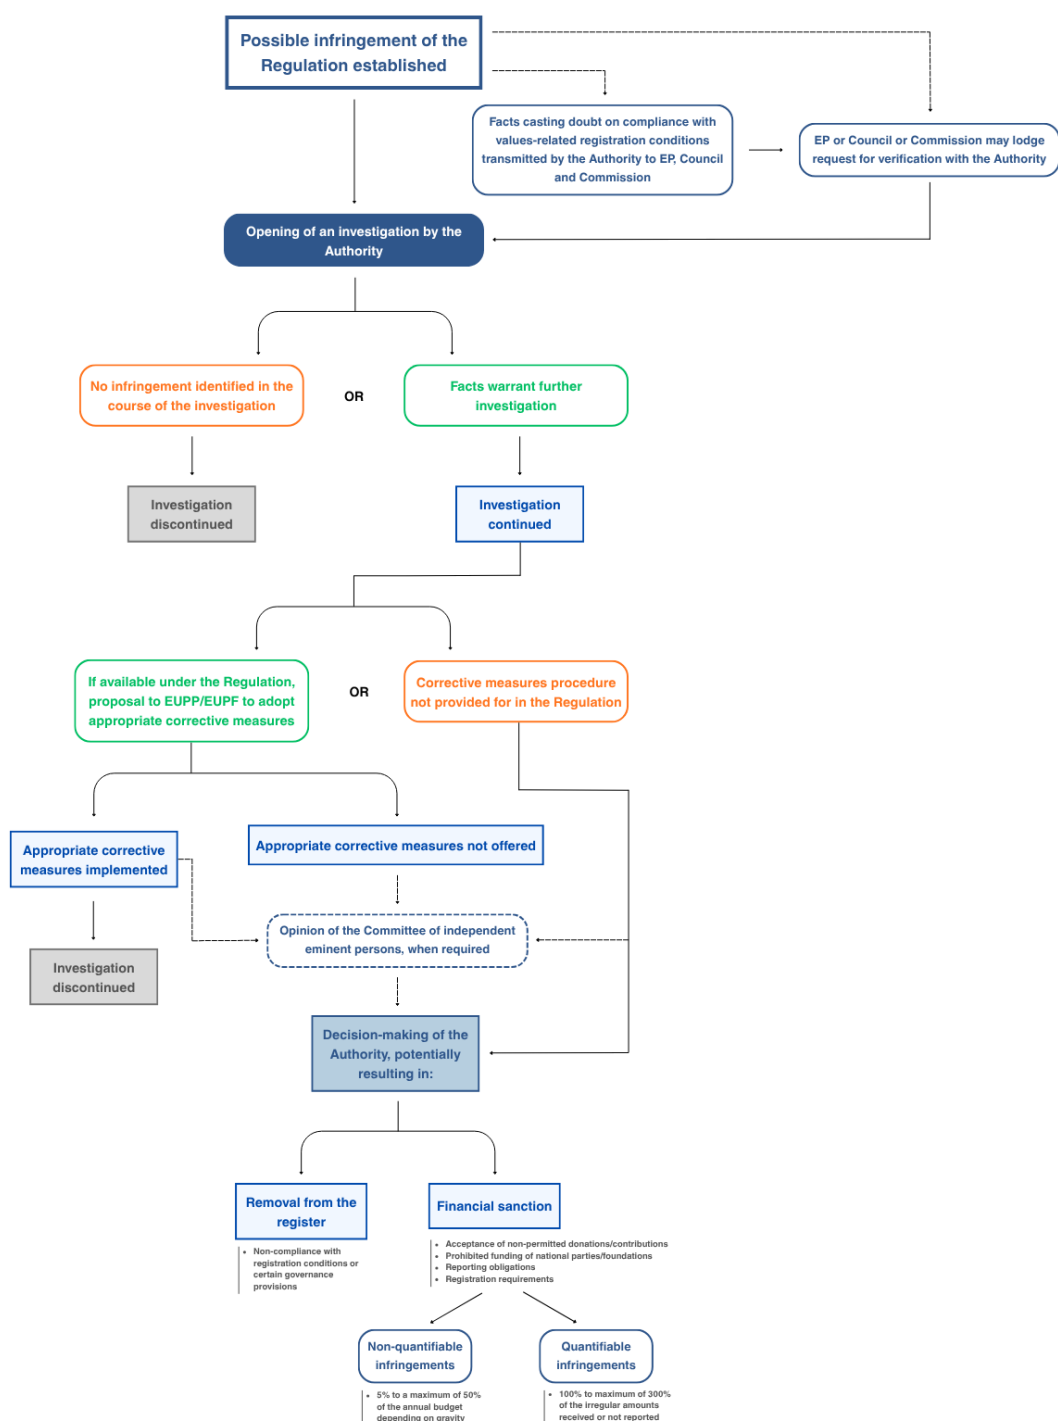 Possible infringement of the
Regulation established
Facts casting doubt on compliance with
values-related registration conditions
transmitted by the Authority to EP, Council
and Commission
EP or Council or Commission may lodge
request for verification with the Authority
Opening of an investigation by the
Authority
No infringement identified in the
course of the investigation
OR
Facts warrant further
investigation
Investigation
discontinued
Investigation
continued
If available under the Regulation,
proposal to EUPP/EUPF to adopt
appropriate corrective measures
OR
Corrective measures procedure
not provided for in the Regulation
Appropriate corrective
measures implemented
Appropriate corrective measures not offered
Opinion of the Committee of independent
eminent persons, when required
Investigation
discontinued
Decision-making of the
Authority, potentially
resulting in:
Removal from the
register
• Non-compliance with
registration conditions or
certain governance
provisions
Financial sanction
• Acceptance of non-permitted donations/contributions
• Prohibited funding of national parties/foundations
• Reporting obligations
• Registration requirements
Non-quantifiable
infringements
• 5% to a maximum of 50%
of the annual budget
depending on gravity
Quantifiable
infringements
• 100% to maximum of 300%
of the irregular amounts
received or not reported